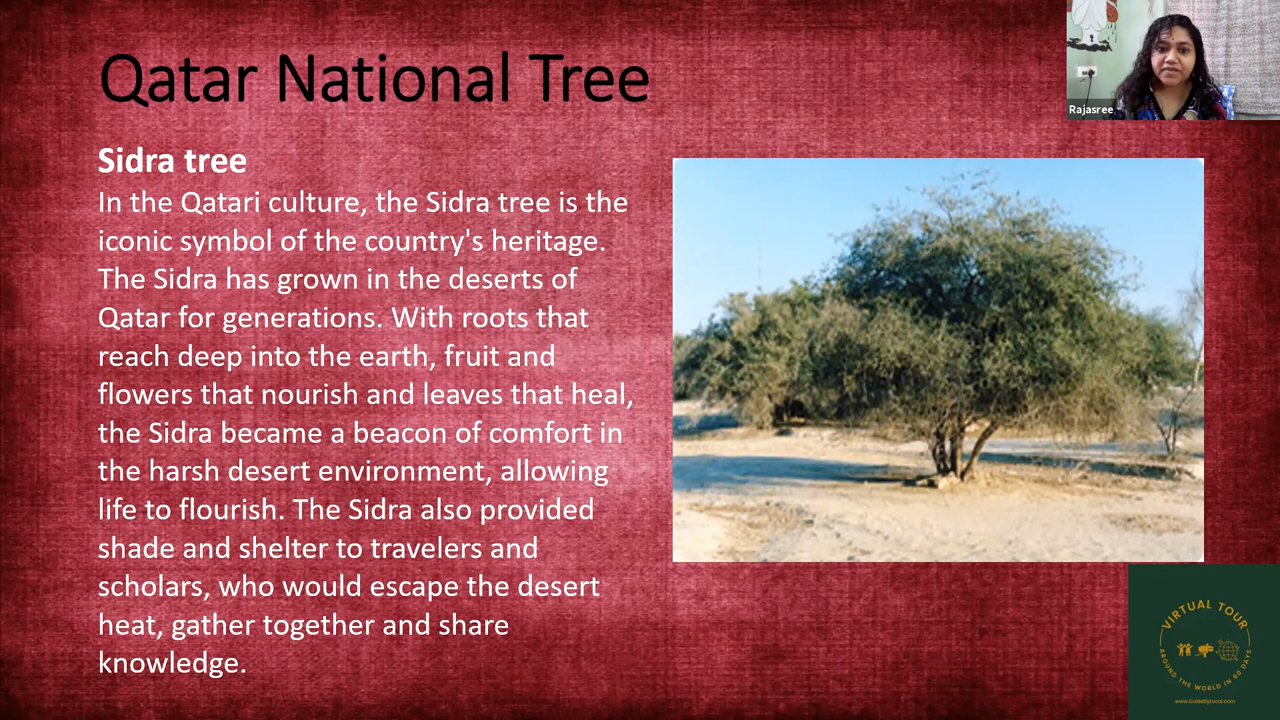 Qatar National Tree
Rajasree
Sidra tree
In the Qatari culture, the Sidra tree is the
iconic symbol of the country's heritage.
The Sidra has grown in the deserts of
Qatar for generations. With roots that
reach deep into the earth, fruit and
flowers that nourish and leaves that heal,
the Sidra became a beacon of comfort in
the harsh desert environment, allowing
life to flourish. The Sidra also provided
shade and shelter to travelers and
scholars, who would escape the desert
heat, gather together and share
knowledge.
VIRTUAL TOUR
AROUND THE WORLD IN 80 DAYS
www.GuideByLocal.com